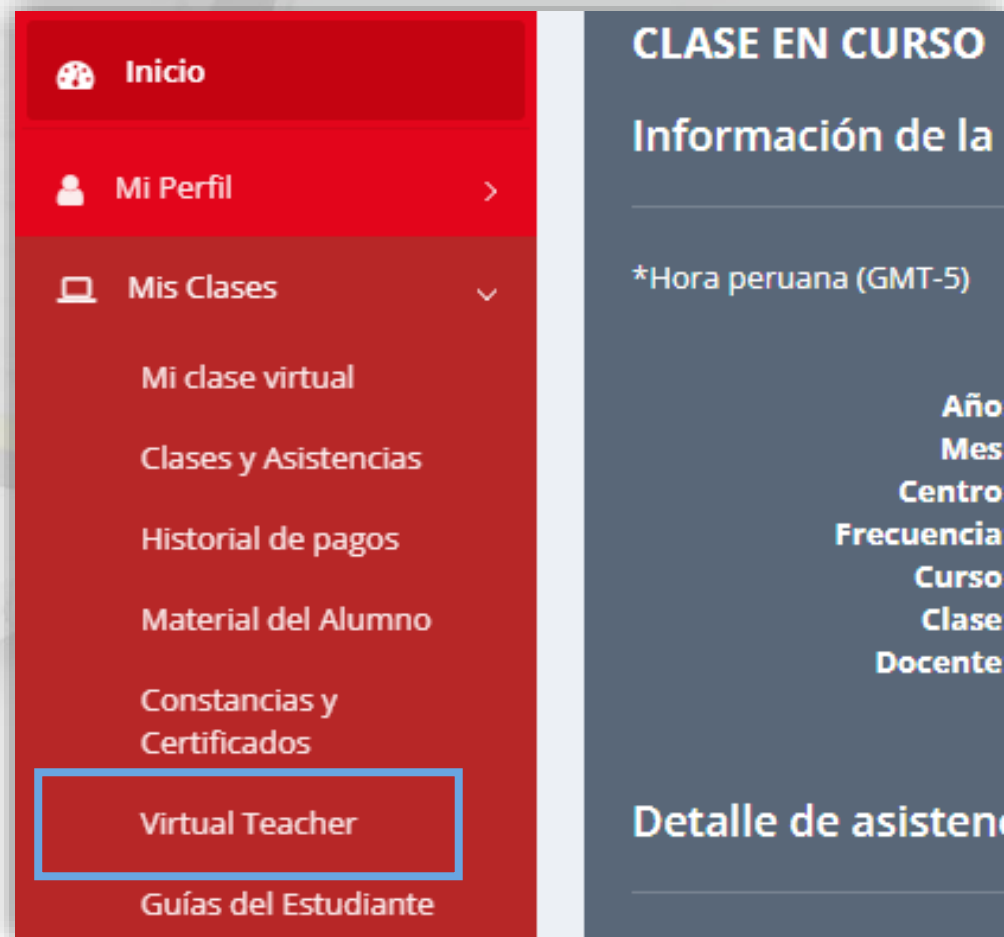 Inicio
Mi Perfil
Mis Clases
Mi clase virtual
Clases y Asistencias
Historial de pagos
Material del Alumno
Constancias y
Certificados
Virtual Teacher
Guías del Estudiante
CLASE EN CURSO
Información de la
*Hora peruana (GMT-5)
Año
Mes
Centro
Frecuencia
Curso
Clase
Docente
Detalle de